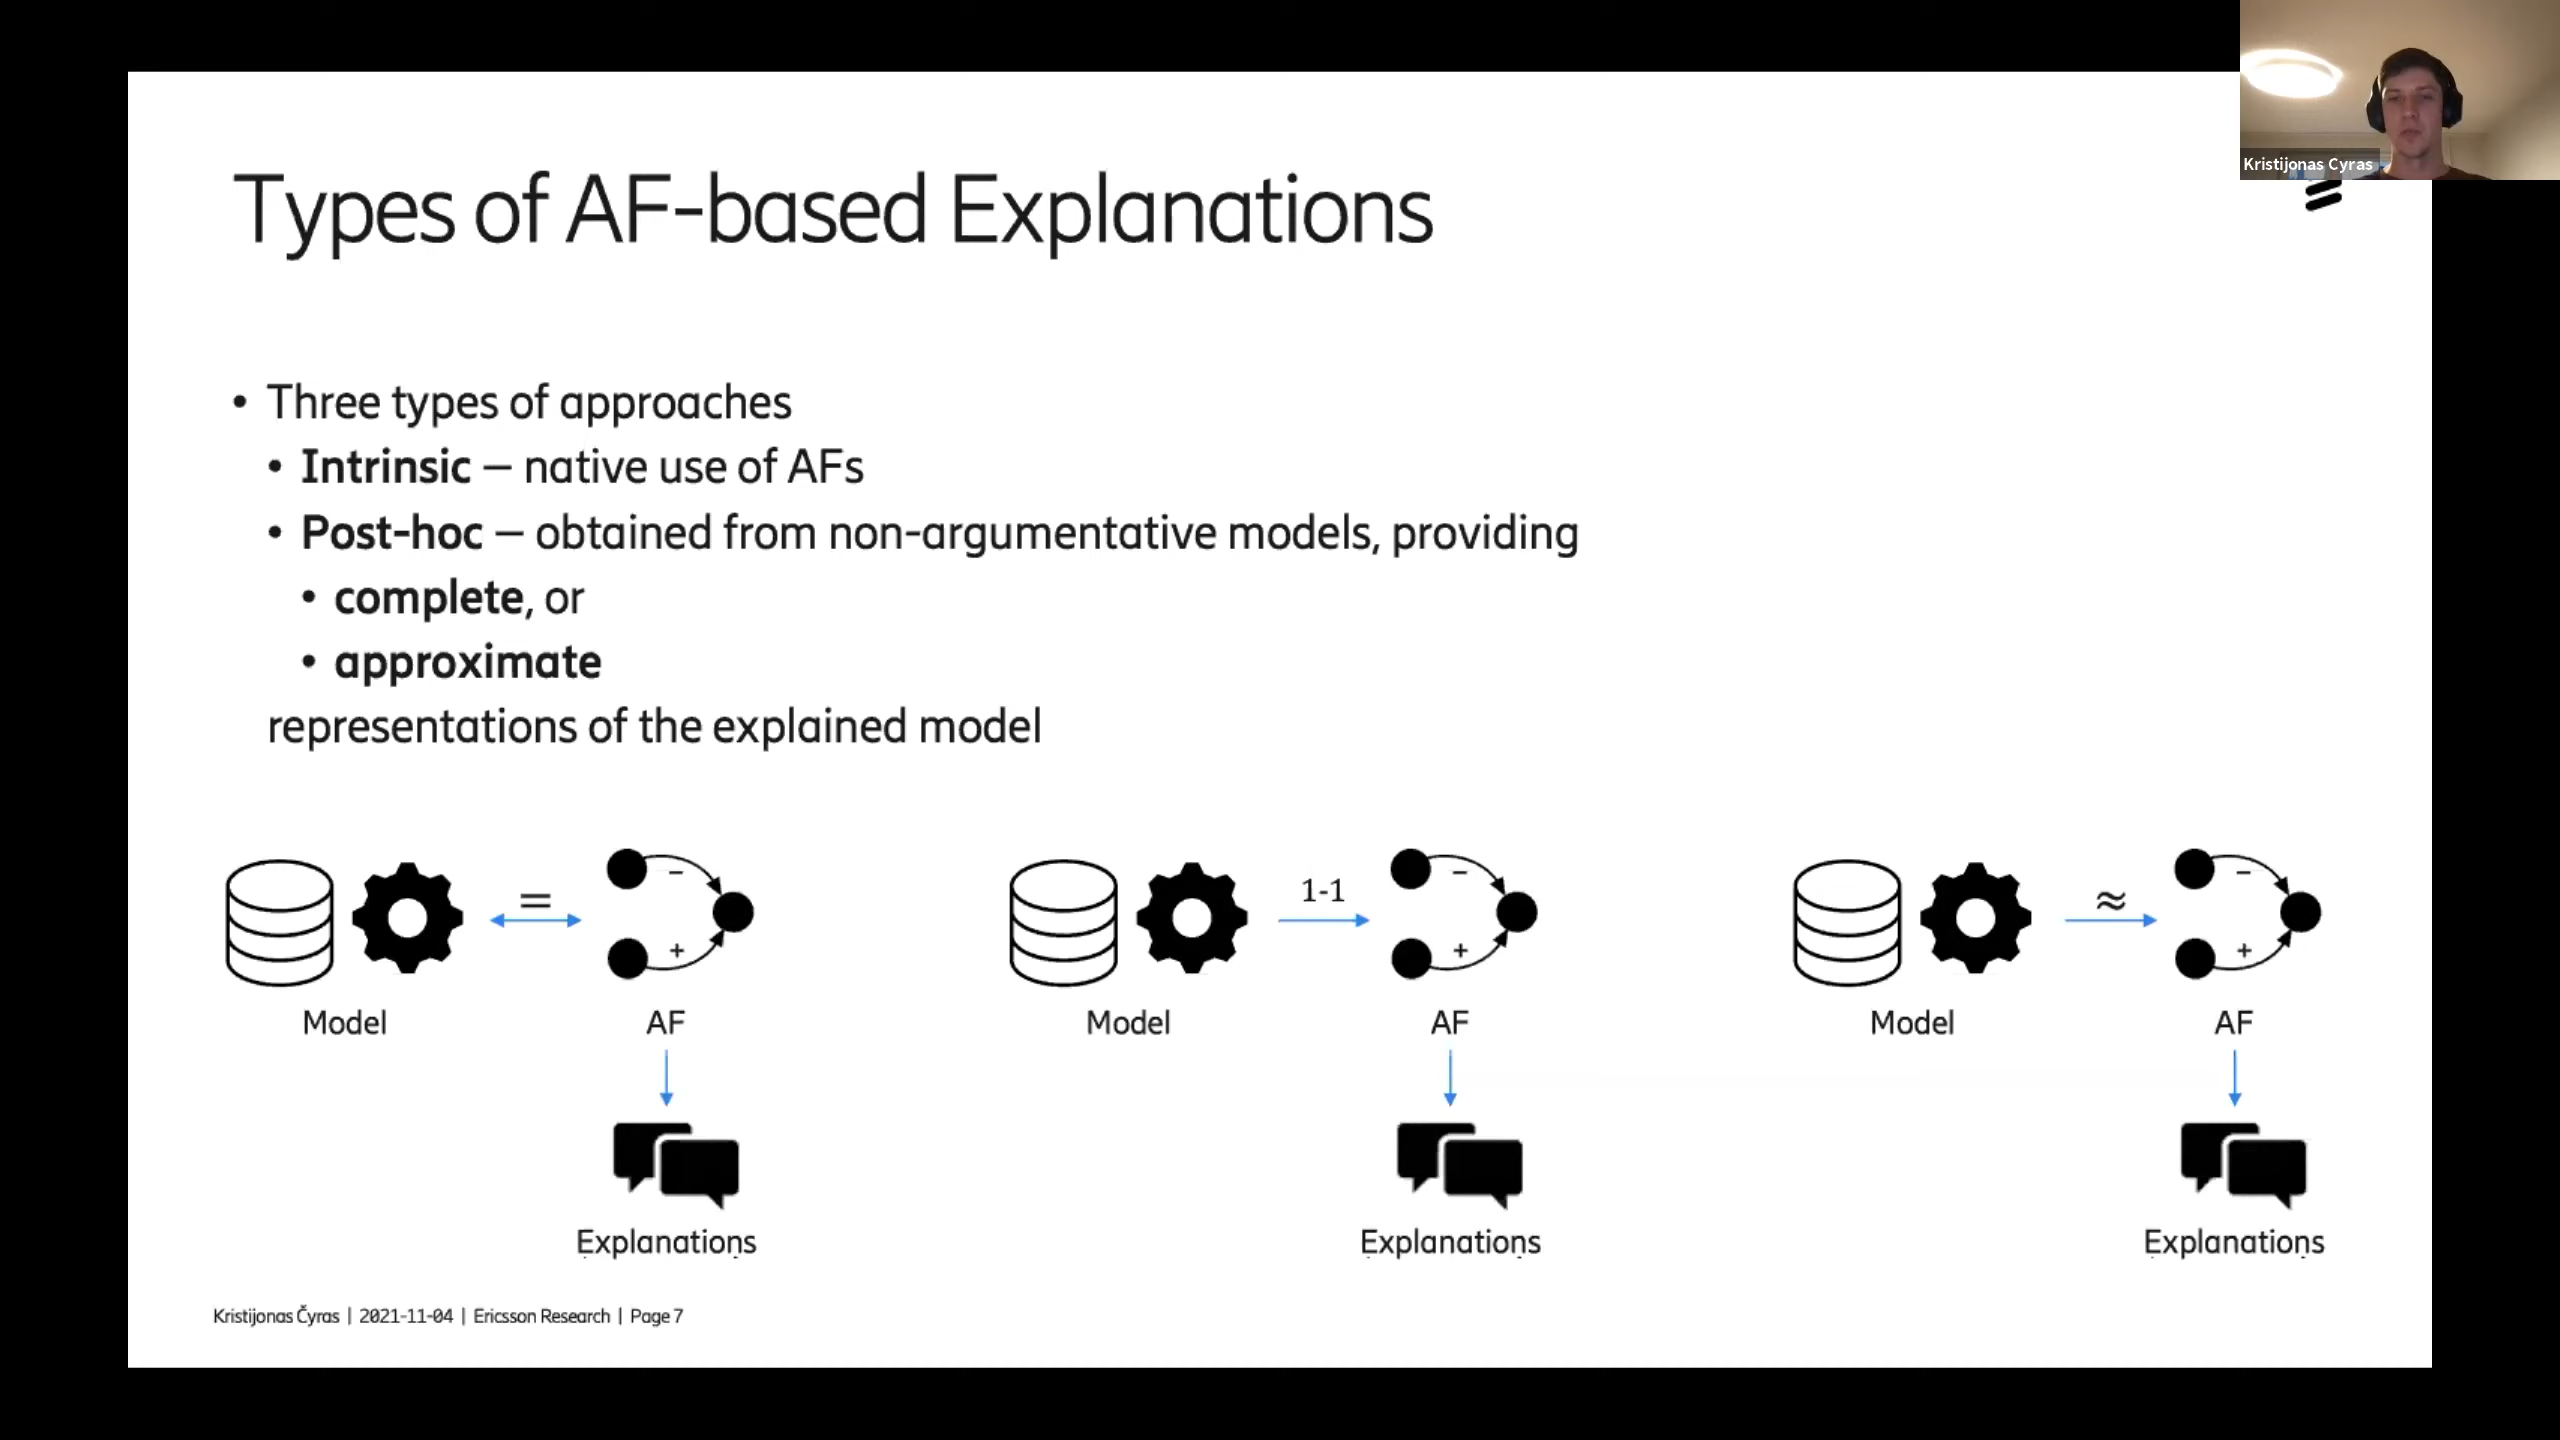 Kristijonas Cyras
Types of AF-based Explanations
• Three types of approaches
• Intrinsic – native use of AFs
• Post-hoc – obtained from non-argumentative models, providing
• complete, or
• approximate
representations of the explained model
= − +
1-1 − +
≈ − +
Model AF Model AF Model AF
Explanations Explanations Explanations
Kristijonas Čyras | 2021-11-04 | Ericsson Research | Page 7